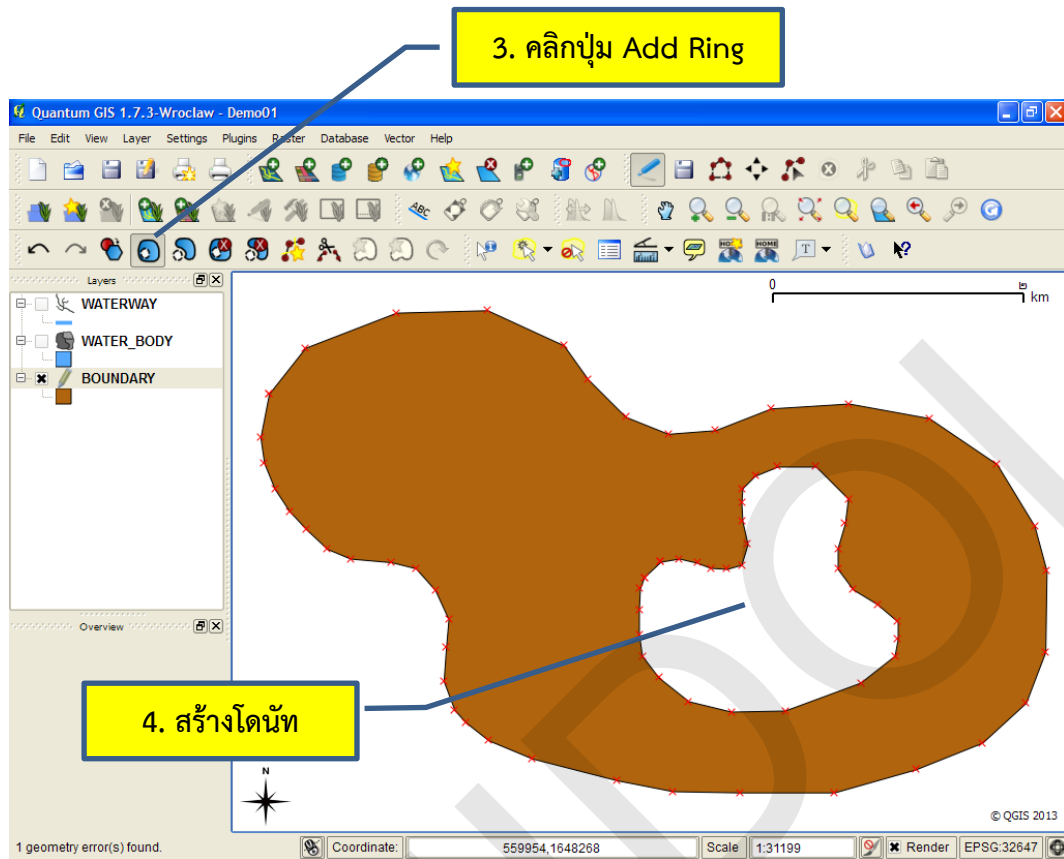 3. คลิกปุ่ม Add Ring
Quantum GIS 1.7.3-Wroclaw - Demo01
File Edit View Layer Settings Plugins Raster Database Vector Help
Layers
WATERWAY
WATER_BODY
BOUNDARY
Overview
0 ๒ km
4. สร้างโดนัท
N
© QGIS 2013
1 geometry error(s) found. Coordinate: 559954,1648268 Scale 1:31199 Render EPSG:32647